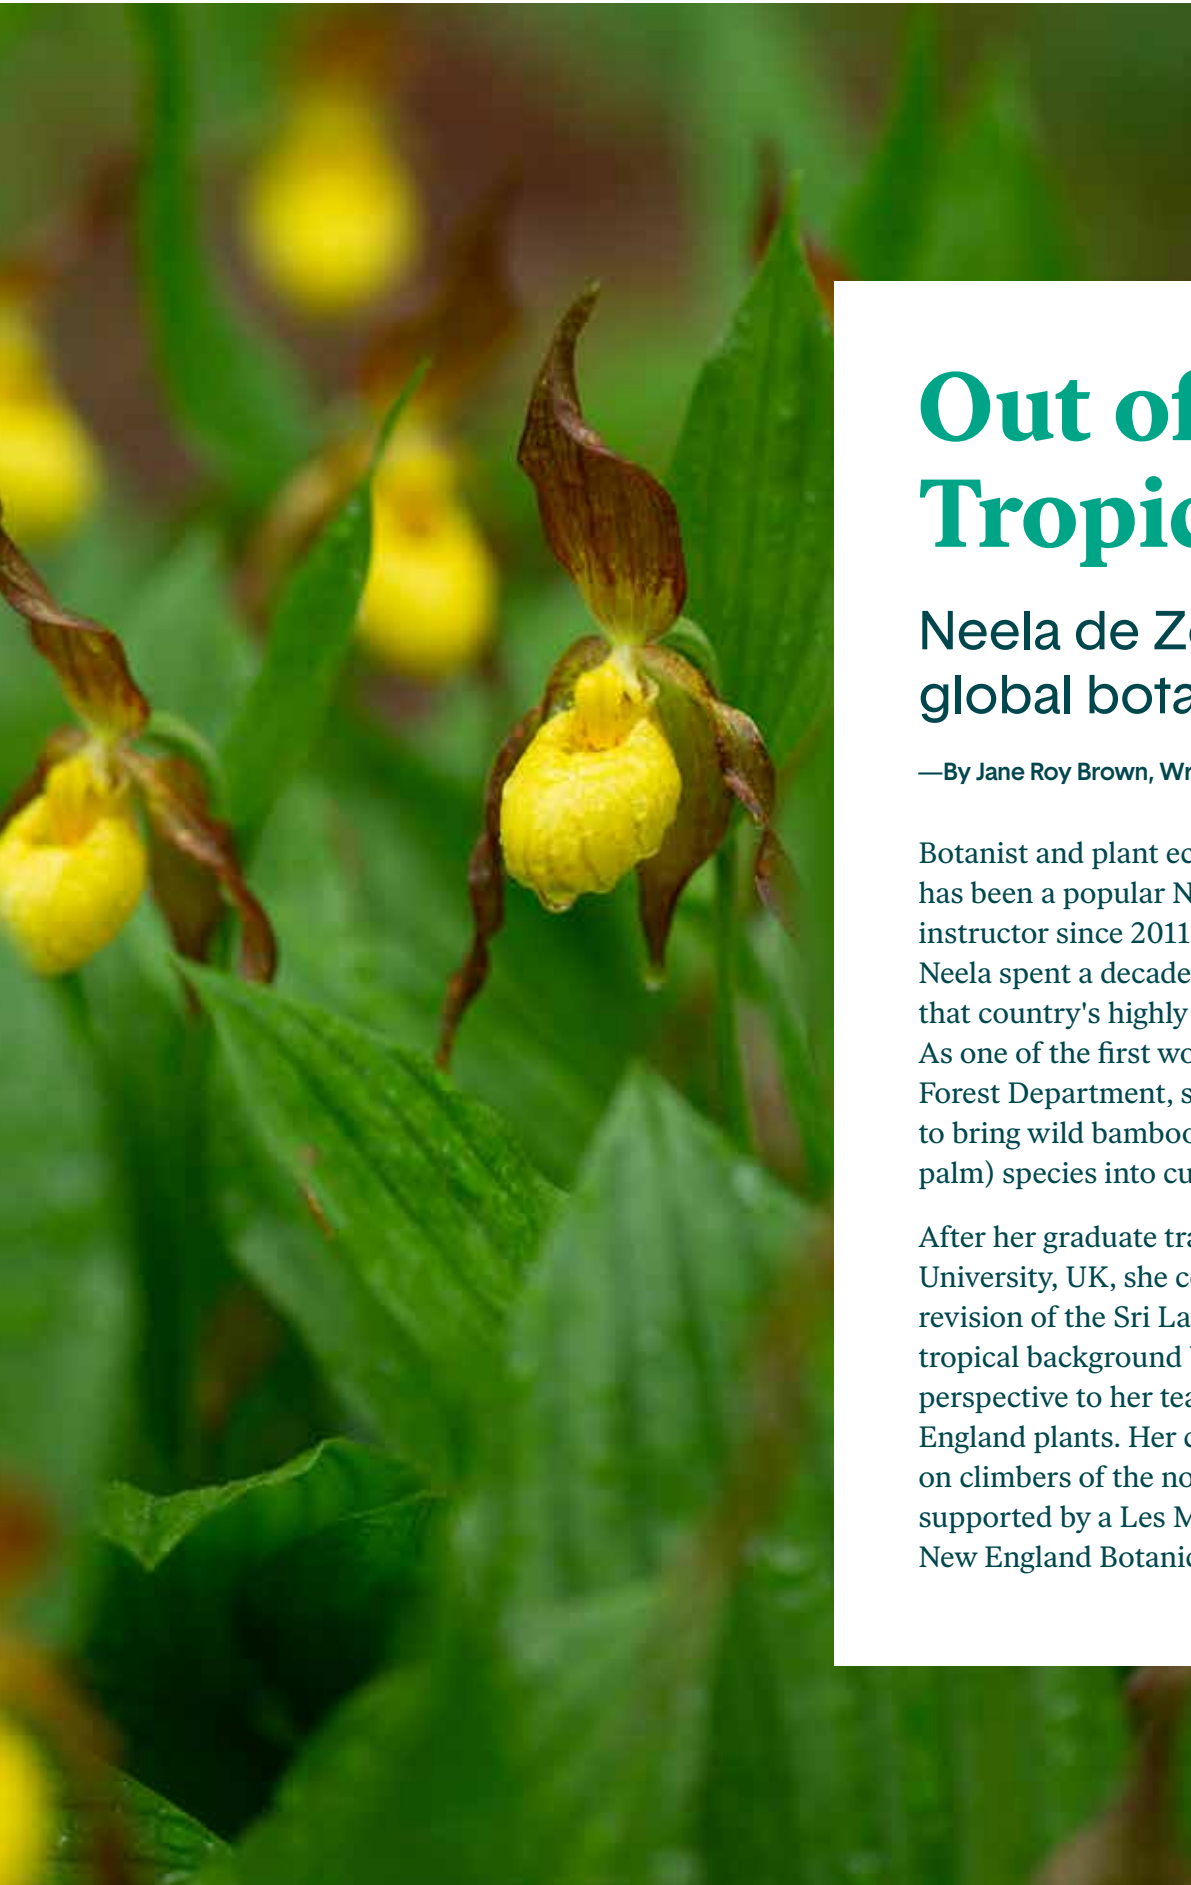 Out of
Tropic
Neela de Z
global bota
—By Jane Roy Brown, Wr
Botanist and plant ec
has been a popular N
instructor since 2011
Neela spent a decade
that country's highly
As one of the first wo
Forest Department, s
to bring wild bamboo
palm) species into cu
After her graduate tra
University, UK, she c
revision of the Sri La
tropical background
perspective to her tea
England plants. Her c
on climbers of the no
supported by a Les M
New England Botanic